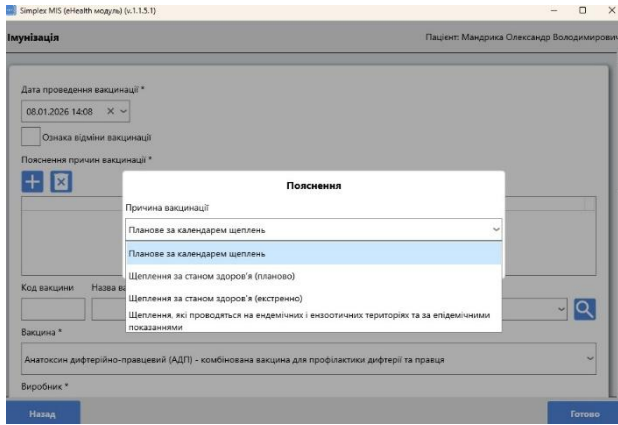 Simplex MIS (eHealth модуль) (v.1.1.5.1)
Імунізація
Пацієнт: Мандрика Олександр Володимирович
Дата проведення вакцинації *
08.01.2026 14:08
Ознака відміни вакцинації
Пояснення причин вакцинації *
Пояснення
Причина вакцинації
Планове за календарем щеплень
Планове за календарем щеплень
Щеплення за станом здоров'я (планово)
Щеплення за станом здоров'я (екстренно)
Щеплення, які проводяться на ендемічних і ензоотичних територіях та за епідемічними
показаннями
Код вакцини Назва ва
Вакцина *
Анатоксин дифтерійно-правцевий (АДП) - комбінована вакцина для профілактики дифтерії та правця
Виробник *
Назад
Готово